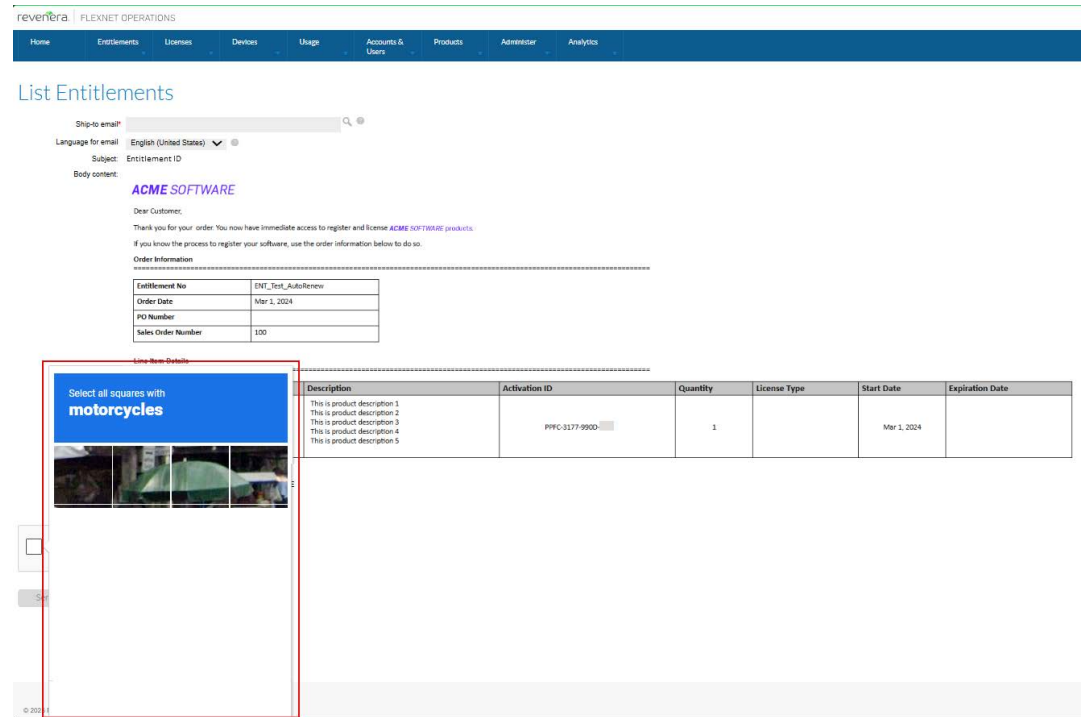 revenera. FLEXNET OPERATIONS
Home Entitlements Licenses Devices Usage Accounts & Users Products Administer Analytics
List Entitlements
Ship-to email*
Language for email English (United States)
Subject: Entitlement ID
Body content:
ACME SOFTWARE
Dear Customer,
Thank you for your order. You now have immediate access to register and license ACME SOFTWARE products.
If you know the process to register your software, use the order information below to do so.
Order Information
Entitlement No ENT_Test_AutoRenew
Order Date Mar 1, 2024
PO Number
Sales Order Number 100
Line Item Details
Description Activation ID Quantity License Type Start Date Expiration Date
This is product description 1
This is product description 2
This is product description 3
This is product description 4
This is product description 5
PPFC-3177-990D- 1 Mar 1, 2024
Select all squares with
motorcycles